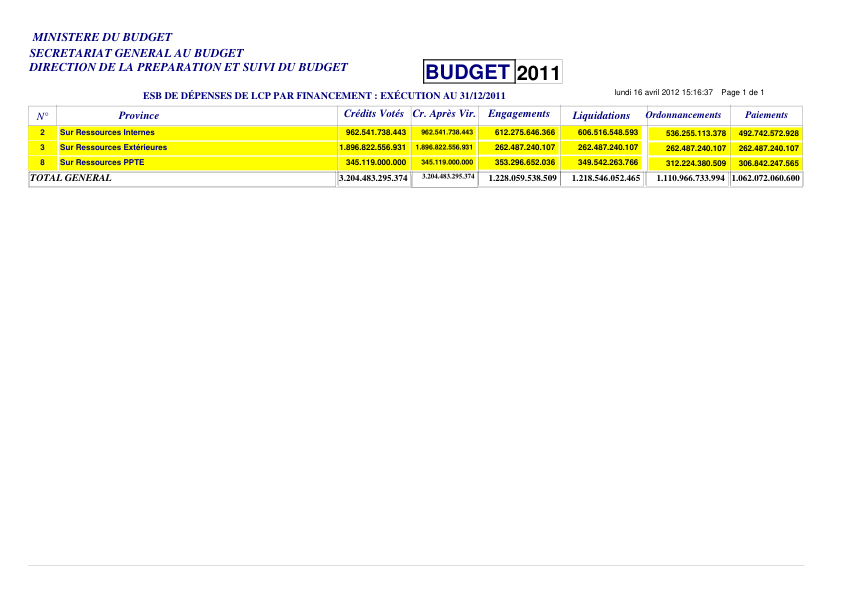 MINISTERE DU BUDGET
SECRETARIAT GENERAL AU BUDGET
DIRECTION DE LA PREPARATION ET SUIVI DU BUDGET
BUDGET 2011
ESB DE DÉPENSES DE LCP PAR FINANCEMENT : EXÉCUTION AU 31/12/2011
lundi 16 avril 2012 15:16:37 Page 1 de 1
N° Province Crédits Votés Cr. Après Vir. Engagements Liquidations Ordonnancements Paiements
2 Sur Ressources Internes 962.541.738.443 962.541.738.443 612.275.646.366 606.516.548.593 536.255.113.378 492.742.572.928
3 Sur Ressources Extérieures 1.896.822.556.931 1.896.822.556.931 262.487.240.107 262.487.240.107 262.487.240.107 262.487.240.107
8 Sur Ressources PPTE 345.119.000.000 345.119.000.000 353.296.652.036 349.542.263.766 312.224.380.509 306.842.247.565
TOTAL GENERAL 3.204.483.295.374 3.204.483.295.374 1.228.059.538.509 1.218.546.052.465 1.110.966.733.994 1.062.072.060.600